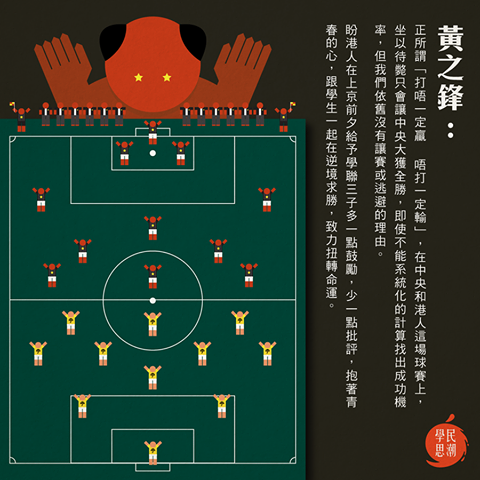 黃之鋒：
正所謂「打唔一定贏　唔打一定輸」，在中央和港人這場球賽上，
坐以待斃只會讓中央大獲全勝，即使不能系統化的計算找出成功機
率，但我們依舊沒有讓賽或逃避的理由。
盼港人在上京前夕給予學聯三子多一點鼓勵，少一點批評，抱著青
春的心，跟學生一起在逆境求勝，致力扭轉命運。
學民思潮